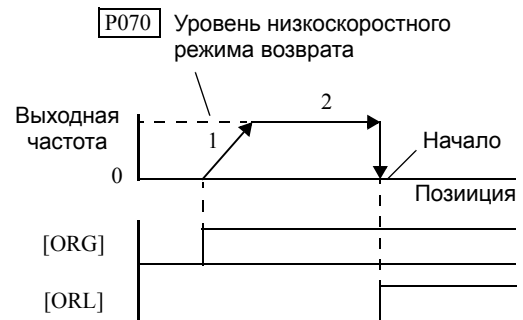 P070 Уровень низкоскоростного
режима возврата
2
Выходная
частота
1
Начало
0
Позииция
[ORG]
[ORL]